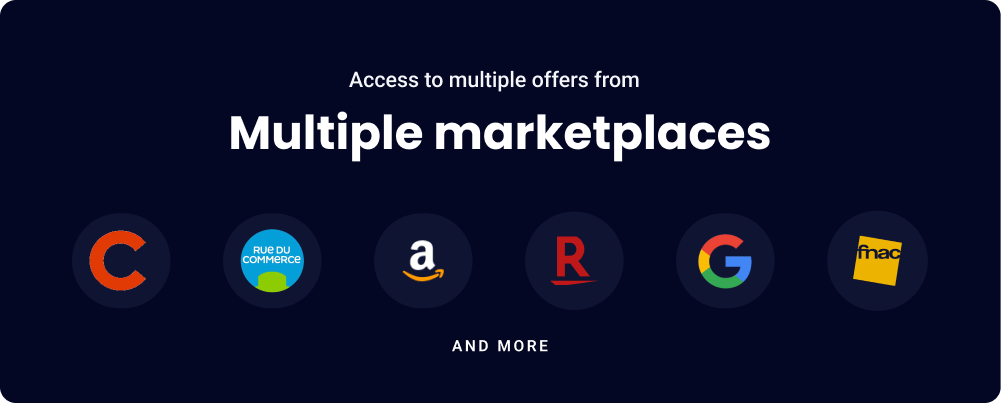 Access to multiple offers from
Multiple marketplaces
C
RUE DU
COMMERCE
a
R
G
fnac
AND MORE